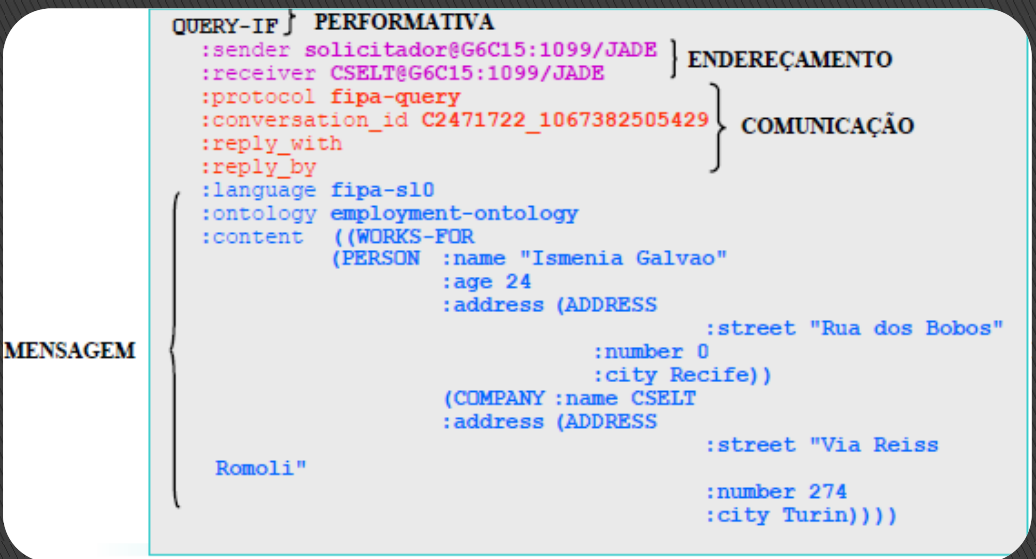 QUERY-IF } PERFORMATIVA
:sender solicitador@G6C15:1099/JADE
:receiver CSELT@G6C15:1099/JADE
ENDEREÇAMENTO
:protocol fipa-query
:conversation_id C2471722_1067382505429
:reply_with
:reply_by
COMUNICAÇÃO
MENSAGEM
:language fipa-sl0
:ontology employment-ontology
:content ((WORKS-FOR
(PERSON :name "Ismenia Galvao"
:age 24
:address (ADDRESS
:street "Rua dos Bobos"
:number 0
:city Recife))
(COMPANY :name CSELT
:address (ADDRESS
:street "Via Reiss
Romoli"
:number 274
:city Turin))))